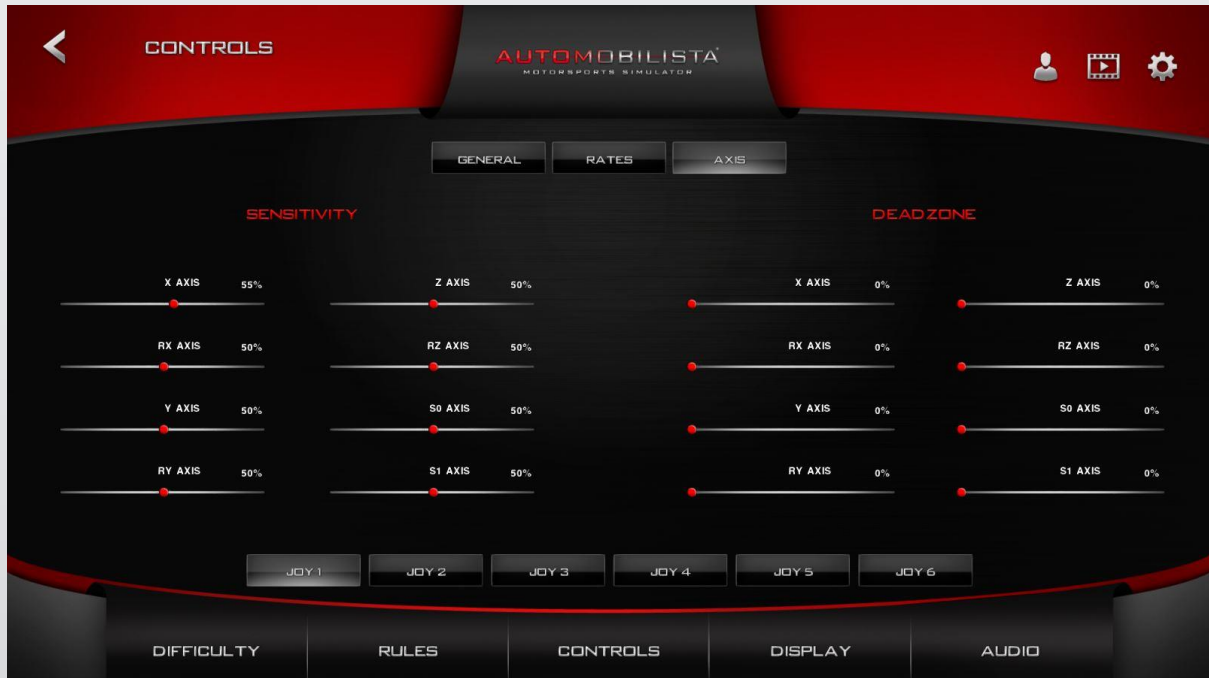 CONTROLS
AUTOMOBILISTA
MOTORSPORTS SIMULATOR
GENERAL RATES AXIS
SENSITIVITY DEADZONE
X AXIS 55% Z AXIS 50% X AXIS 0% Z AXIS 0%
RX AXIS 50% RZ AXIS 50% RX AXIS 0% RZ AXIS 0%
Y AXIS 50% S0 AXIS 50% Y AXIS 0% S0 AXIS 0%
RY AXIS 50% S1 AXIS 50% RY AXIS 0% S1 AXIS 0%
JOY 1 JOY 2 JOY 3 JOY 4 JOY 5 JOY 6
DIFFICULTY RULES CONTROLS DISPLAY AUDIO